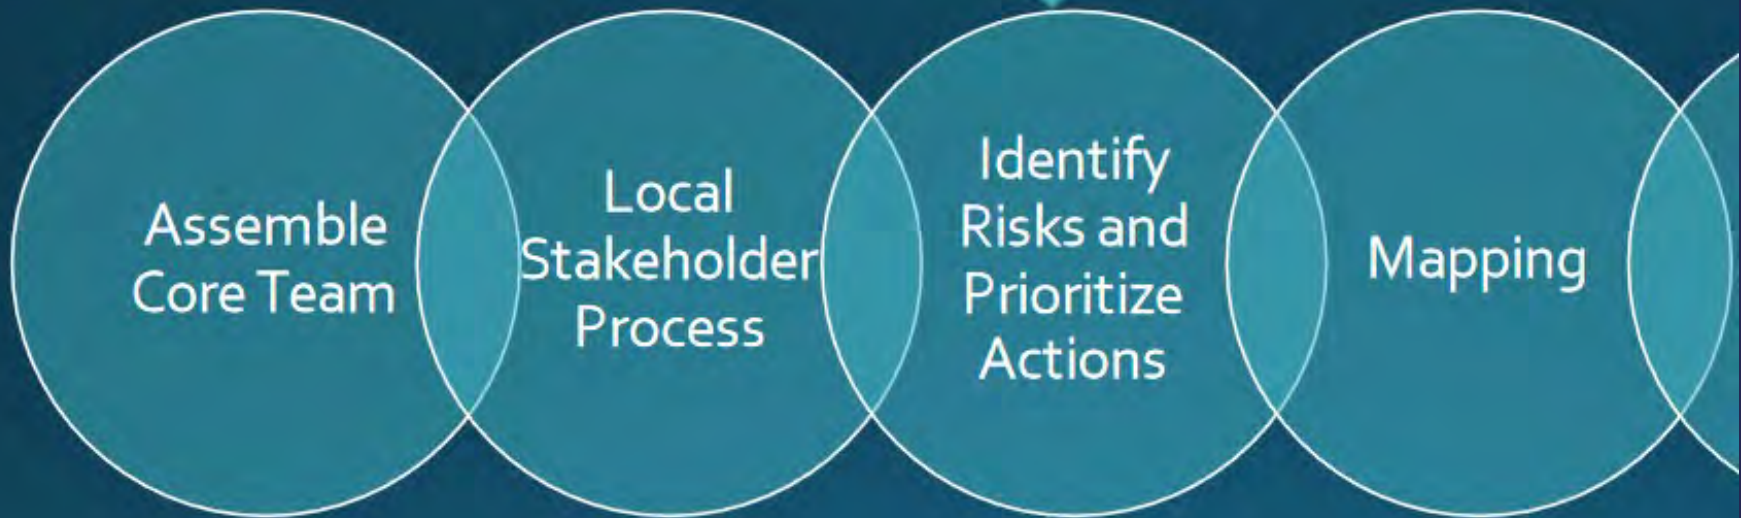 Assemble
Core Team
Local
Stakeholder
Process
Identify
Risks and
Prioritize
Actions
Mapping